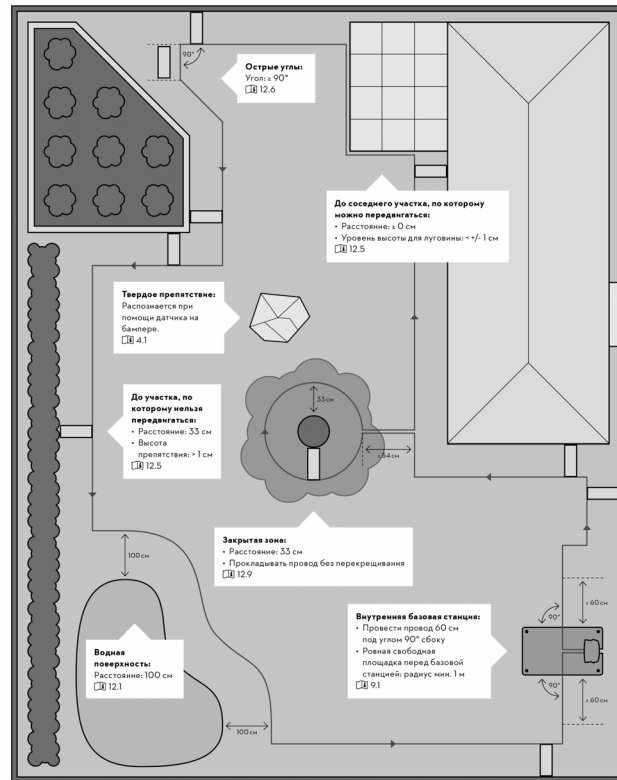 90°
Острые углы:
Угол: ≥ 90°
12.6
До соседнего участка, по которому
можно передвигаться:
• Расстояние: ≥ 0 см
• Уровень высоты для луговины: < +/- 1 см
12.5
Твердое препятствие:
Распознается при
помощи датчика на
бампере.
4.1
До участка, по
которому нельзя
передвигаться:
• Расстояние: 33 см
• Высота
препятствия: > 1 см
12.5
33 см
≥ 54 см
Закрытая зона:
• Расстояние: 33 см
• Прокладывать провод без перекрещивания
12.9
100 см
Водная
поверхность:
Расстояние: 100 см
12.1
100 см
Внутренняя базовая станция:
• Провести провод 60 см
под углом 90° сбоку
• Ровная свободная
площадка перед базовой
станцией: радиус мин. 1 м
9.1
≥ 60 см
90°
90°
≥ 60 см